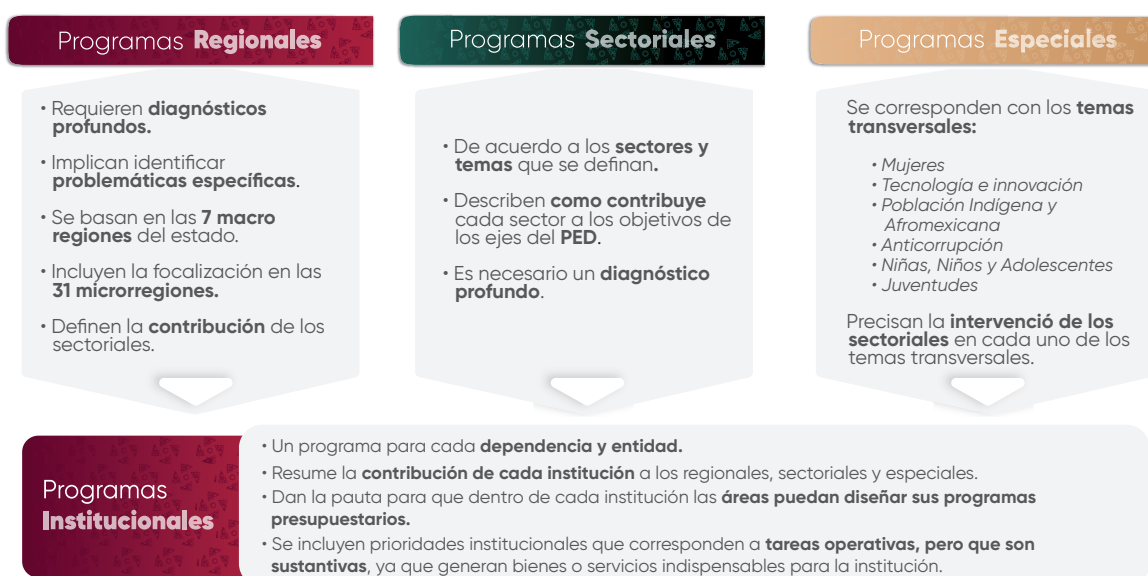 Programas Regionales
• Requieren diagnósticos
profundos.
• Implican identificar
problemáticas específicas.
• Se basan en las 7 macro
regiones del estado.
• Incluyen la focalización en las
31 microrregiones.
• Definen la contribución de los
sectoriales.
Programas Sectoriales
• De acuerdo a los sectores y
temas que se definan.
• Describen como contribuye
cada sector a los objetivos de
los ejes del PED.
• Es necesario un diagnóstico
profundo.
Programas Especiales
Se corresponden con los temas
transversales:
• Mujeres
• Tecnología e innovación
• Población Indígena y
Afromexicana
• Anticorrupción
• Niñas, Niños y Adolescentes
• Juventudes
Precisan la intervenció de los
sectoriales en cada uno de los
temas transversales.
Programas
Institucionales
• Un programa para cada dependencia y entidad.
• Resume la contribución de cada institución a los regionales, sectoriales y especiales.
• Dan la pauta para que dentro de cada institución las áreas puedan diseñar sus programas
presupuestarios.
• Se incluyen prioridades institucionales que corresponden a tareas operativas, pero que son
sustantivas, ya que generan bienes o servicios indispensables para la institución.